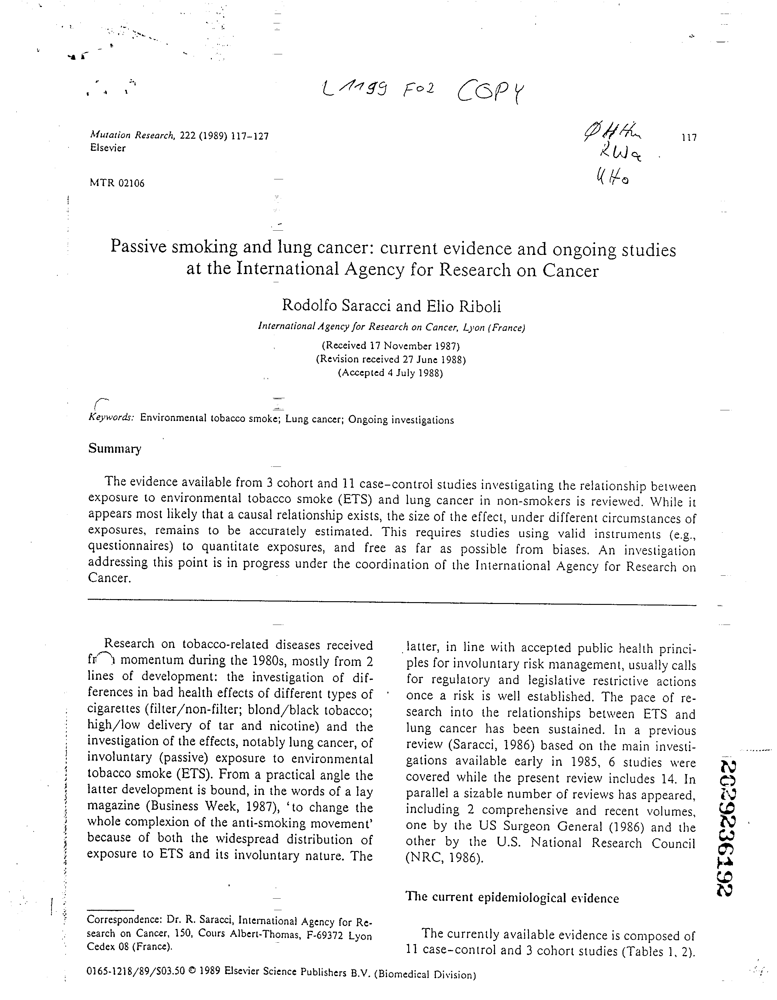 L1199 F02 COPY
Mutation Research, 222 (1989) 117–127
Elsevier
117
MTR 02106
Passive smoking and lung cancer: current evidence and ongoing studies
at the International Agency for Research on Cancer
Rodolfo Saracci and Elio Riboli
International Agency for Research on Cancer, Lyon (France)
(Received 17 November 1987)
(Revision received 27 June 1988)
(Accepted 4 July 1988)
Keywords: Environmental tobacco smoke; Lung cancer; Ongoing investigations
Summary
The evidence available from 3 cohort and 11 case–control studies investigating the relationship between
exposure to environmental tobacco smoke (ETS) and lung cancer in non-smokers is reviewed. While it
appears most likely that a causal relationship exists, the size of the effect, under different circumstances of
exposures, remains to be accurately estimated. This requires studies using valid instruments (e.g.,
questionnaires) to quantitate exposures, and free as far as possible from biases. An investigation
addressing this point is in progress under the coordination of the International Agency for Research on
Cancer.
Research on tobacco-related diseases received
momentum during the 1980s, mostly from 2
lines of development: the investigation of dif-
ferences in bad health effects of different types of
cigarettes (filter/non-filter; blond/black tobacco;
high/low delivery of tar and nicotine) and the
investigation of the effects, notably lung cancer, of
involuntary (passive) exposure to environmental
tobacco smoke (ETS). From a practical angle the
latter development is bound, in the words of a lay
magazine (Business Week, 1987), 'to change the
whole complexion of the anti-smoking movement'
because of both the widespread distribution of
exposure to ETS and its involuntary nature. The
latter, in line with accepted public health princi-
ples for involuntary risk management, usually calls
for regulatory and legislative restrictive actions
once a risk is well established. The pace of re-
search into the relationships between ETS and
lung cancer has been sustained. In a previous
review (Saracci, 1986) based on the main investi-
gations available early in 1985, 6 studies were
covered while the present review includes 14. In
parallel a sizable number of reviews has appeared,
including 2 comprehensive and recent volumes,
one by the US Surgeon General (1986) and the
other by the U.S. National Research Council
(NRC, 1986).
The current epidemiological evidence
The currently available evidence is composed of
11 case–control and 3 cohort studies (Tables 1, 2).
Correspondence: Dr. R. Saracci, International Agency for Re-
search on Cancer, 150, Cours Albert-Thomas, F-69372 Lyon
Cedex 08 (France).
0165-1218/89/$03.50 © 1989 Elsevier Science Publishers B.V. (Biomedical Division)
2029236192